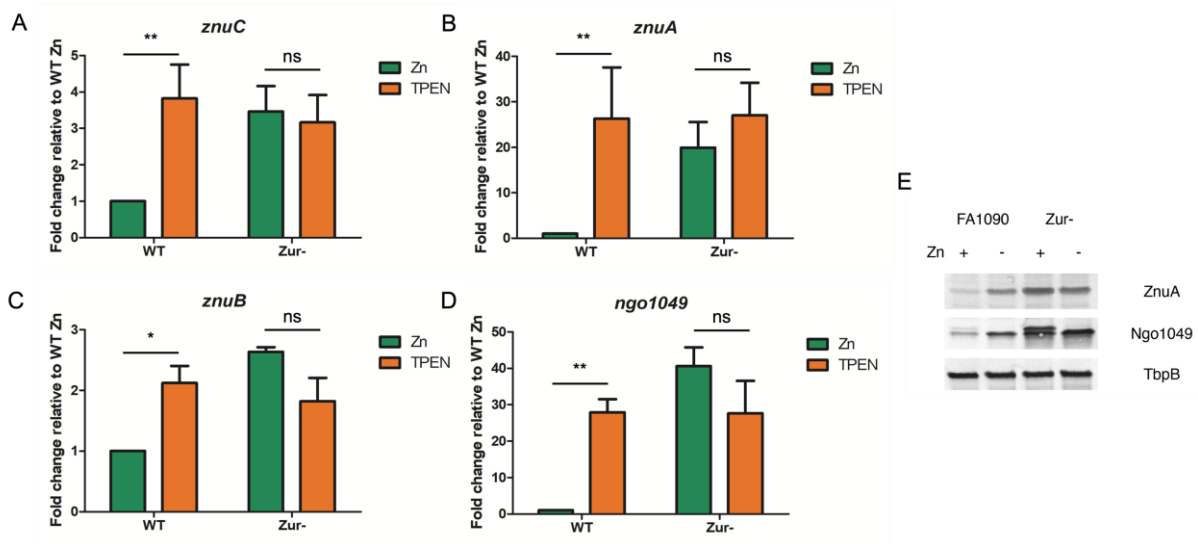 A
znuC
Fold change relative to WT Zn
5
4
3
2
1
0
**
ns
WT
Zur-
Zn
TPEN
B
znuA
Fold change relative to WT Zn
40
30
20
10
0
**
ns
WT
Zur-
Zn
TPEN
C
znuB
Fold change relative to WT Zn
3
2
1
0
*
ns
WT
Zur-
Zn
TPEN
D
ngo1049
Fold change relative to WT Zn
50
40
30
20
10
0
**
ns
WT
Zur-
Zn
TPEN
E
FA1090 Zur-
Zn + - + -
ZnuA
Ngo1049
TbpB